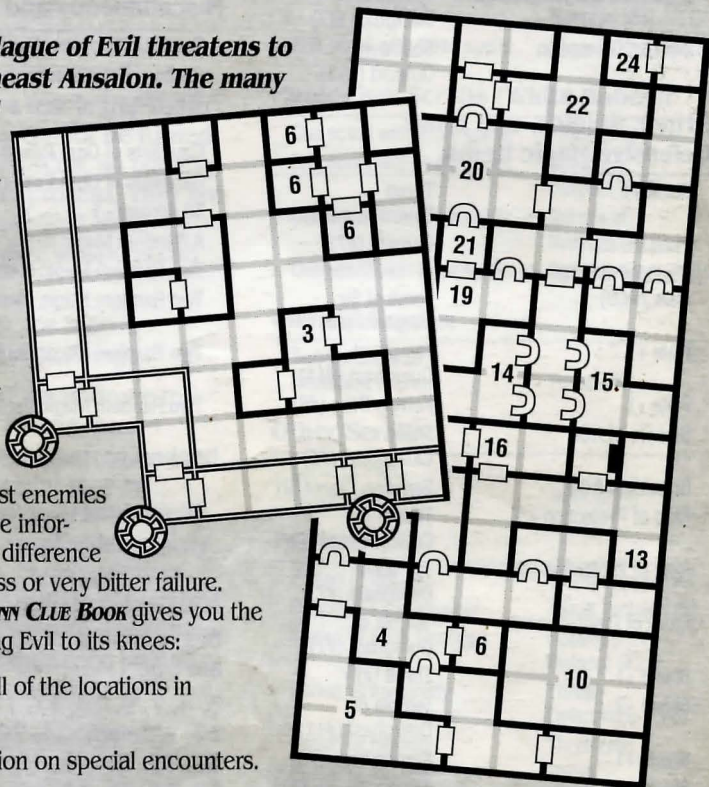 lague of Evil threatens to
heast Ansalon. The many
6
6
6
3
24
22
20
21
19
14 15.
16
st enemies
e infor-
difference
ss or very bitter failure.
NN CLUE BOOK gives you the
g Evil to its knees:
ll of the locations in
ion on special encounters.
13
4 6
10
5